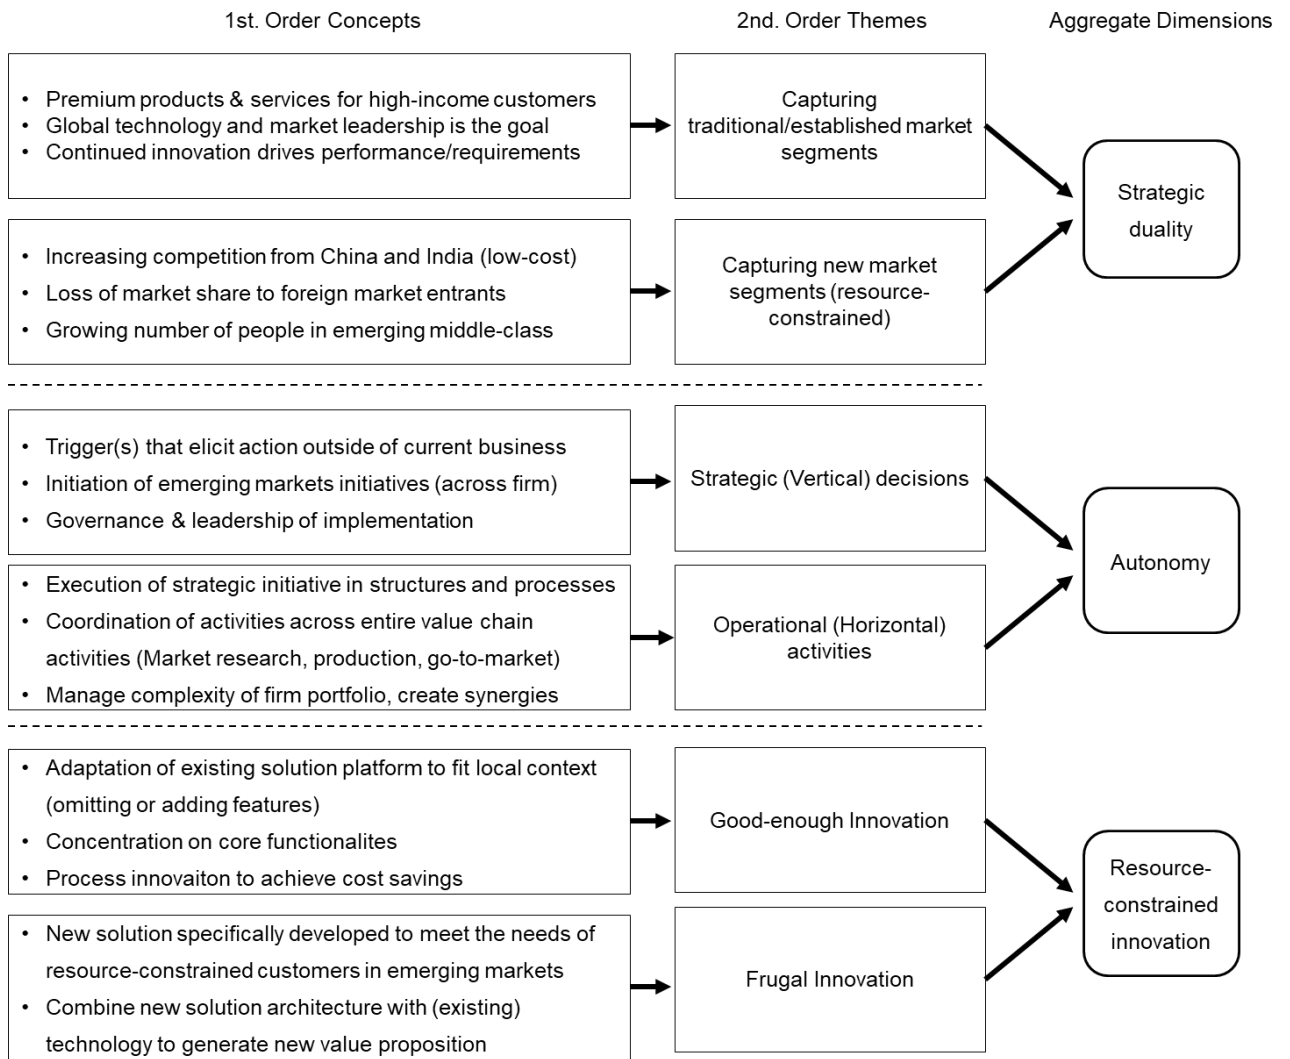 1st. Order Concepts
2nd. Order Themes
Aggregate Dimensions
• Premium products & services for high-income customers
• Global technology and market leadership is the goal
• Continued innovation drives performance/requirements
Capturing
traditional/established market
segments
• Increasing competition from China and India (low-cost)
• Loss of market share to foreign market entrants
• Growing number of people in emerging middle-class
Capturing new market
segments (resource-
constrained)
Strategic
duality
• Trigger(s) that elicit action outside of current business
• Initiation of emerging markets initiatives (across firm)
• Governance & leadership of implementation
Strategic (Vertical) decisions
• Execution of strategic initiative in structures and processes
• Coordination of activities across entire value chain
activities (Market research, production, go-to-market)
• Manage complexity of firm portfolio, create synergies
Operational (Horizontal)
activities
Autonomy
• Adaptation of existing solution platform to fit local context
(omitting or adding features)
• Concentration on core functionalites
• Process innovaiton to achieve cost savings
Good-enough Innovation
• New solution specifically developed to meet the needs of
resource-constrained customers in emerging markets
• Combine new solution architecture with (existing)
technology to generate new value proposition
Frugal Innovation
Resource-
constrained
innovation